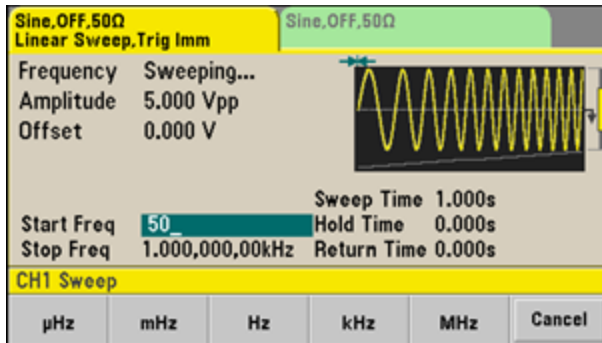 Sine,OFF,50Ω
Linear Sweep,Trig Imm
Sine,OFF,50Ω
Frequency Sweeping...
Amplitude 5.000 Vpp
Offset 0.000 V
Sweep Time 1.000s
Start Freq 50_ Hold Time 0.000s
Stop Freq 1.000,000,00kHz Return Time 0.000s
CH1 Sweep
µHz mHz Hz kHz MHz Cancel